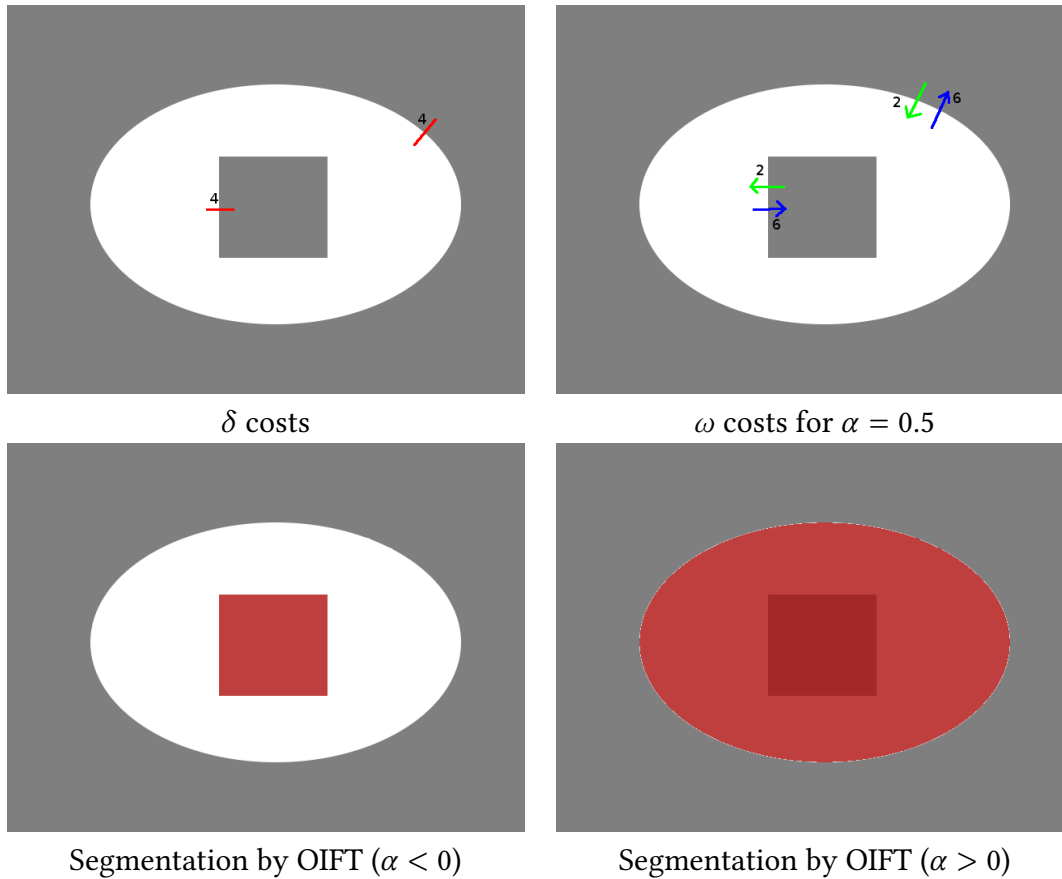 4
4
2
6
2
6
δ costs
ω costs for α = 0.5
Segmentation by OIFT (α < 0)
Segmentation by OIFT (α > 0)